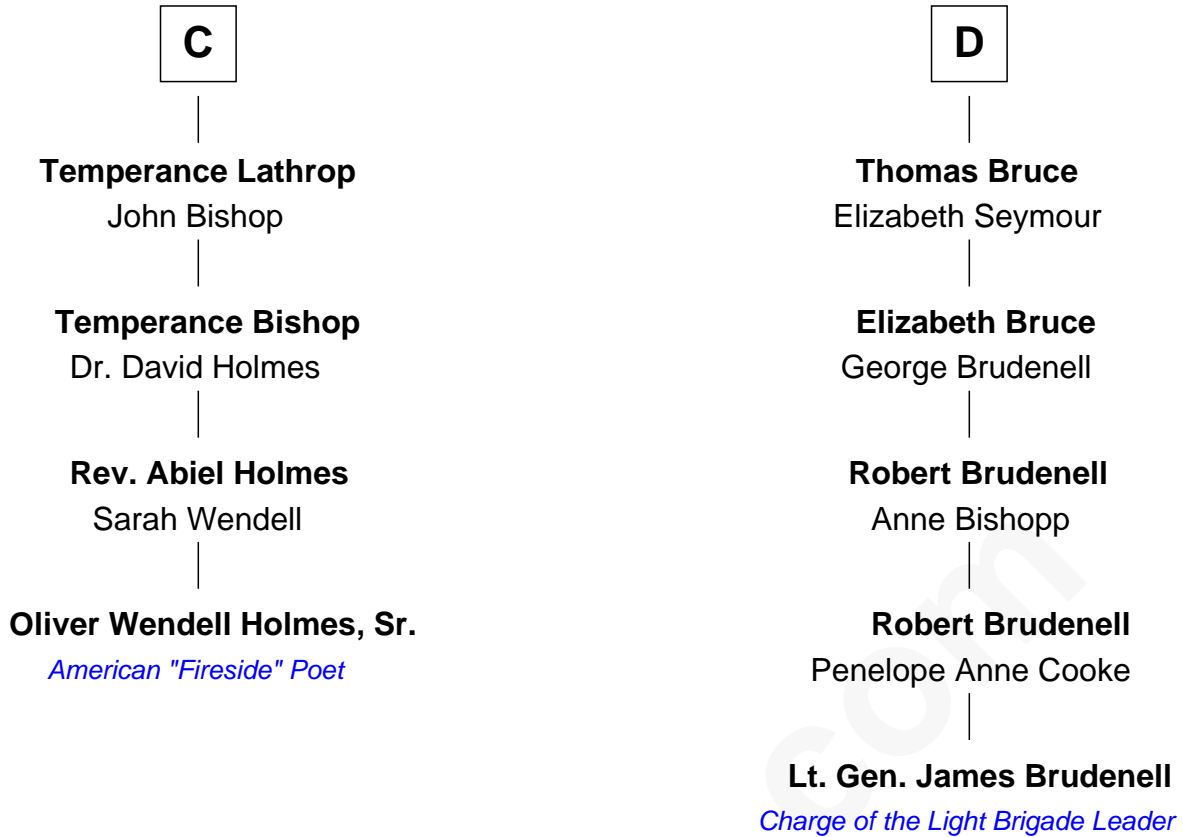 C
Temperance Lathrop
John Bishop
Temperance Bishop
Dr. David Holmes
Rev. Abiel Holmes
Sarah Wendell
Oliver Wendell Holmes, Sr.
American "Fireside" Poet
D
Thomas Bruce
Elizabeth Seymour
Elizabeth Bruce
George Brudenell
Robert Brudenell
Anne Bishopp
Robert Brudenell
Penelope Anne Cooke
Lt. Gen. James Brudenell
Charge of the Light Brigade Leader
com